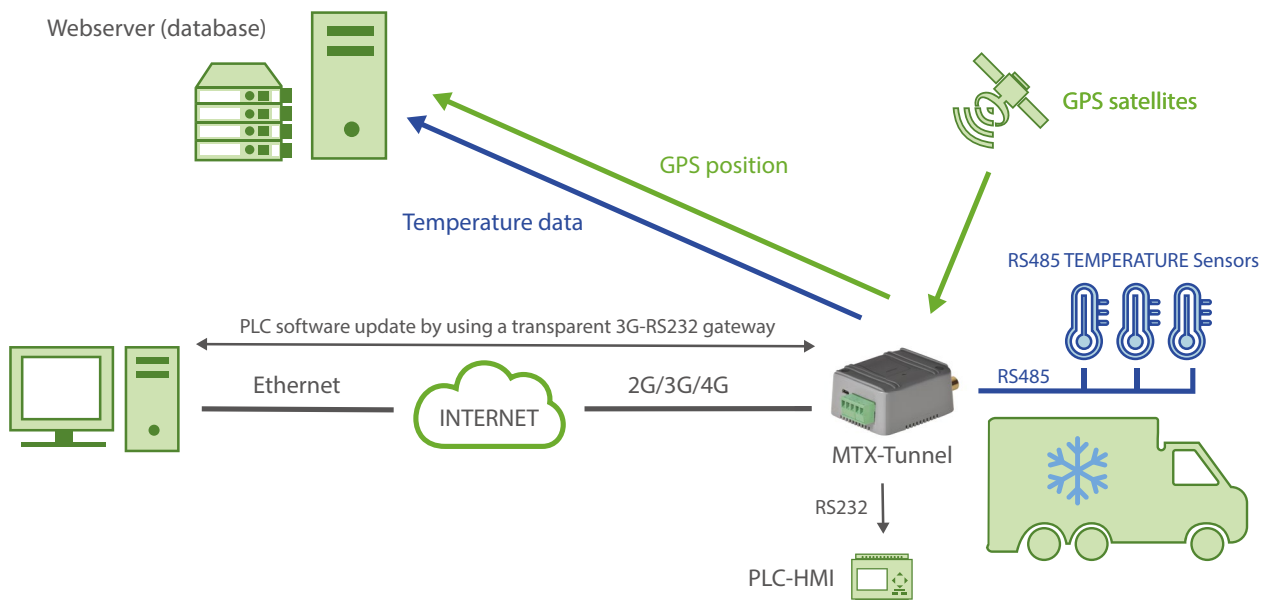 Webserver (database)
GPS satellites
GPS position
Temperature data
RS485 TEMPERATURE Sensors
PLC software update by using a transparent 3G-RS232 gateway
Ethernet
INTERNET
2G/3G/4G
RS485
MTX-Tunnel
RS232
PLC-HMI